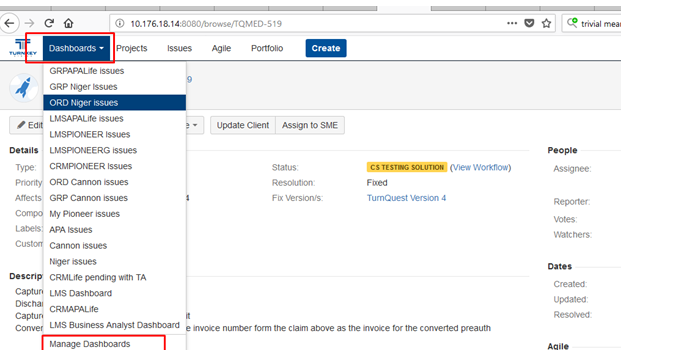 10.176.18.14:8080/browse/TQMED-519
trivial mear
TURNKEY
Dashboards
Projects
Issues
Agile
Portfolio
Create
GRPAPALife issues
GRP Niger Issues
9
ORD Niger issues
LMSAPALife issues
LMSPIONEER Issues
LMSPIONEERG issues
CRMPIONEER Issues
ORD Cannon issues
GRP Cannon issues
My Pioneer issues
APA Issues
Cannon issues
Niger issues
CRMLife pending with TA
LMS Dashboard
CRMAPALife
LMS Business Analyst Dashboard
Manage Dashboards
Edit
e
Update Client
Assign to SME
Details
Type:
Priority
Affects
4
Compo
Labels:
Custom
Status:
CS TESTING SOLUTION
(View Workflow)
Resolution:
Fixed
Fix Version/s:
TurnQuest Version 4
People
Assignee:
Reporter:
Votes:
Watchers:
Dates
Created:
Updated:
Resolved:
Agile
Descrip
Capture
Dischar
Capture
it
Conver
e invoice number form the claim above as the invoice for the converted preauth